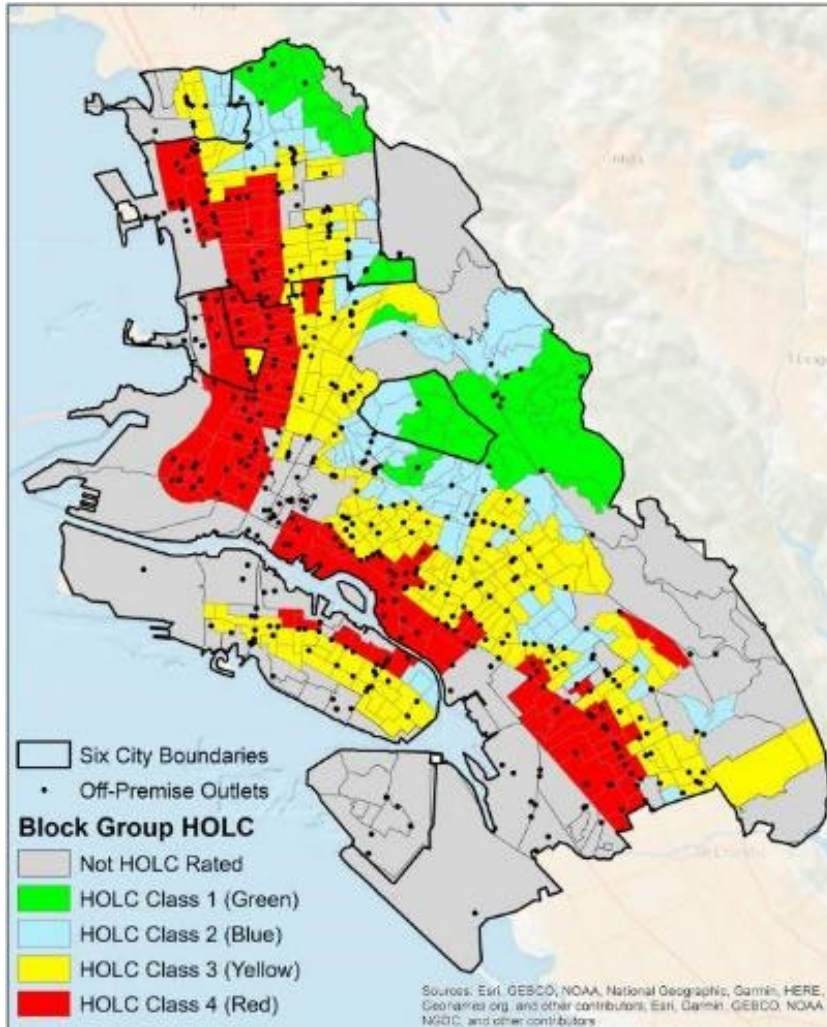 Six City Boundaries
Off-Premise Outlets
Block Group HOLC
Not HOLC Rated
HOLC Class 1 (Green)
HOLC Class 2 (Blue)
HOLC Class 3 (Yellow)
HOLC Class 4 (Red)
Sources: Esri, GEBCO, NOAA, National Geographic, Garmin, HERE,
Geonames.org, and other contributors, Esri, Garmin, GEBCO, NOAA
NGDC, and other contributors